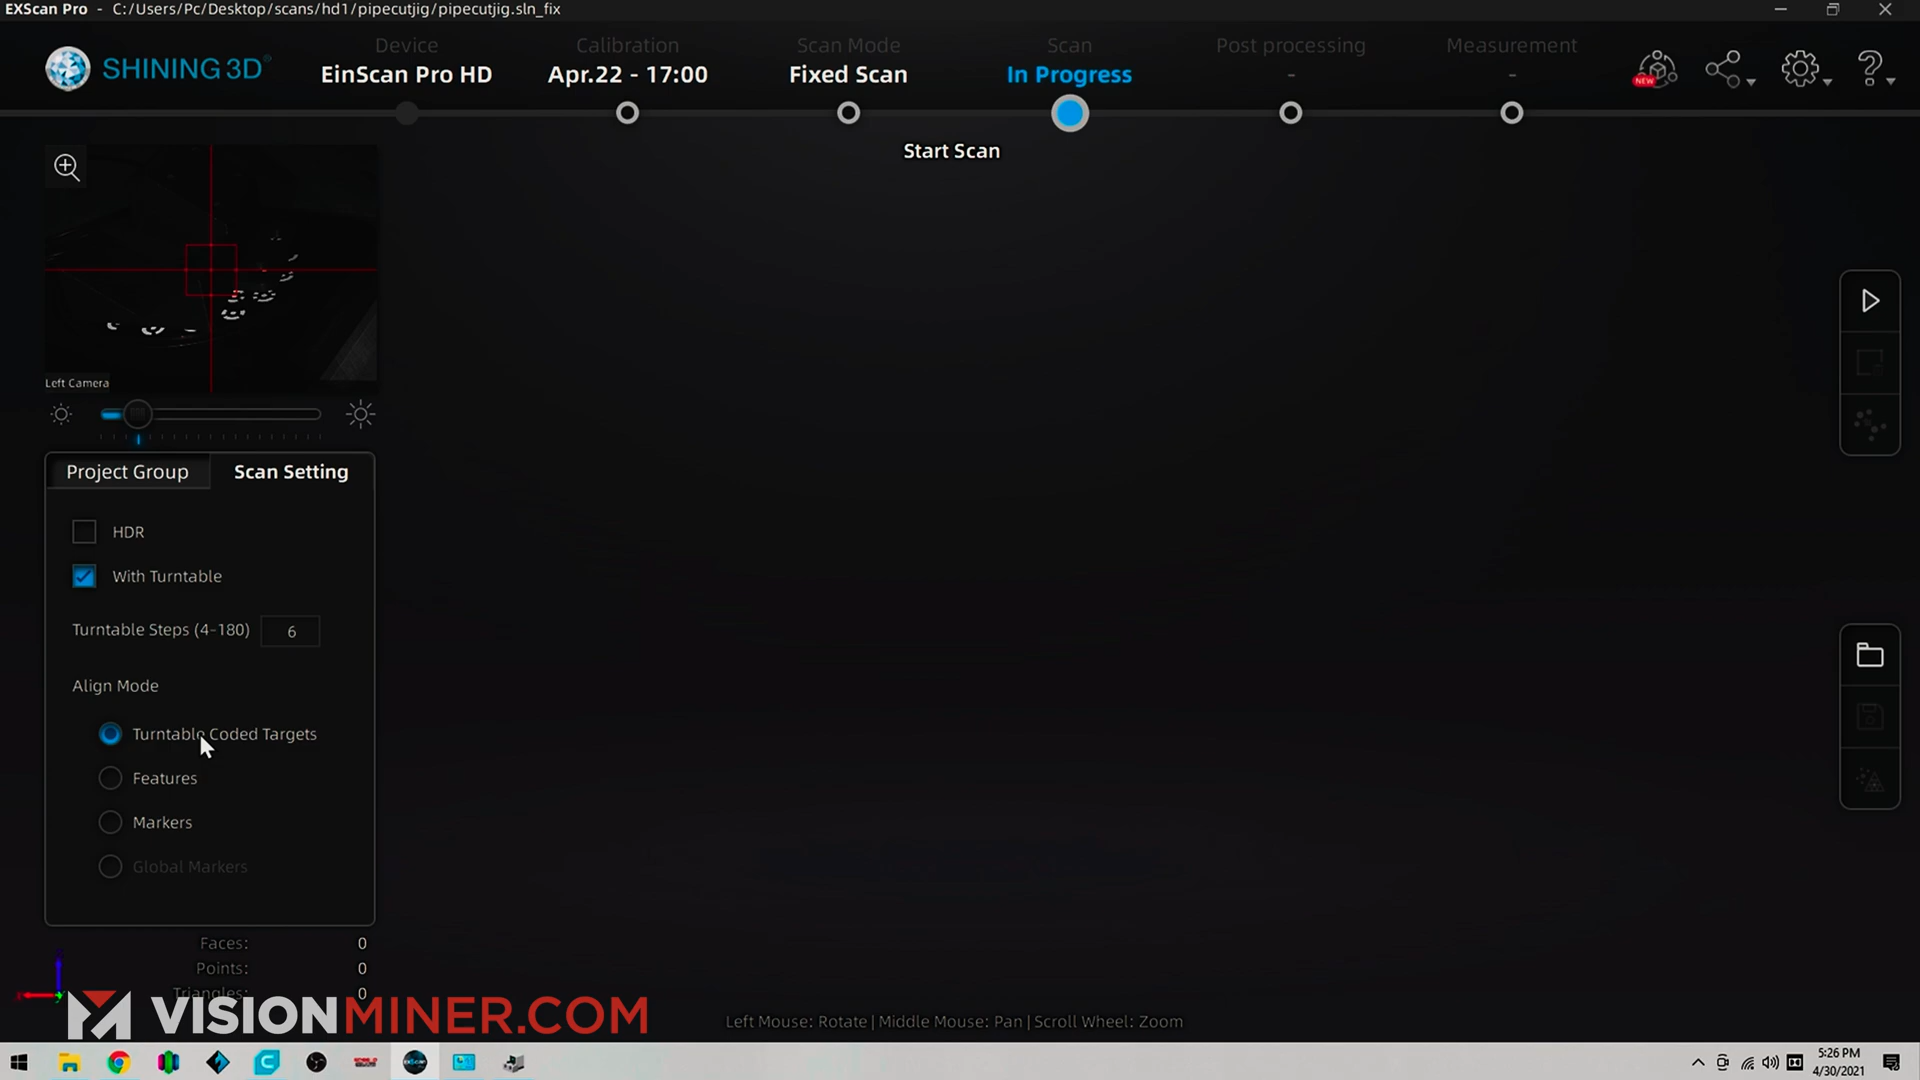 EXScan Pro - C:/Users/Pc/Desktop/scans/hd1/pipecutjig/pipecutjig.sln_fix
SHINING 3D®
Device
EinScan Pro HD
Calibration
Apr.22 - 17:00
Scan Mode
Fixed Scan
Scan
In Progress
Post processing
-
Measurement
-
NEW
Start Scan
Left Camera
Project Group
Scan Setting
HDR
With Turntable
Turntable Steps (4-180) 6
Align Mode
Turntable Coded Targets
Features
Markers
Global Markers
Faces: 0
Points: 0
Triangles: 0
VISIONMINER.COM
Left Mouse: Rotate | Middle Mouse: Pan | Scroll Wheel: Zoom
5:26 PM
4/30/2021